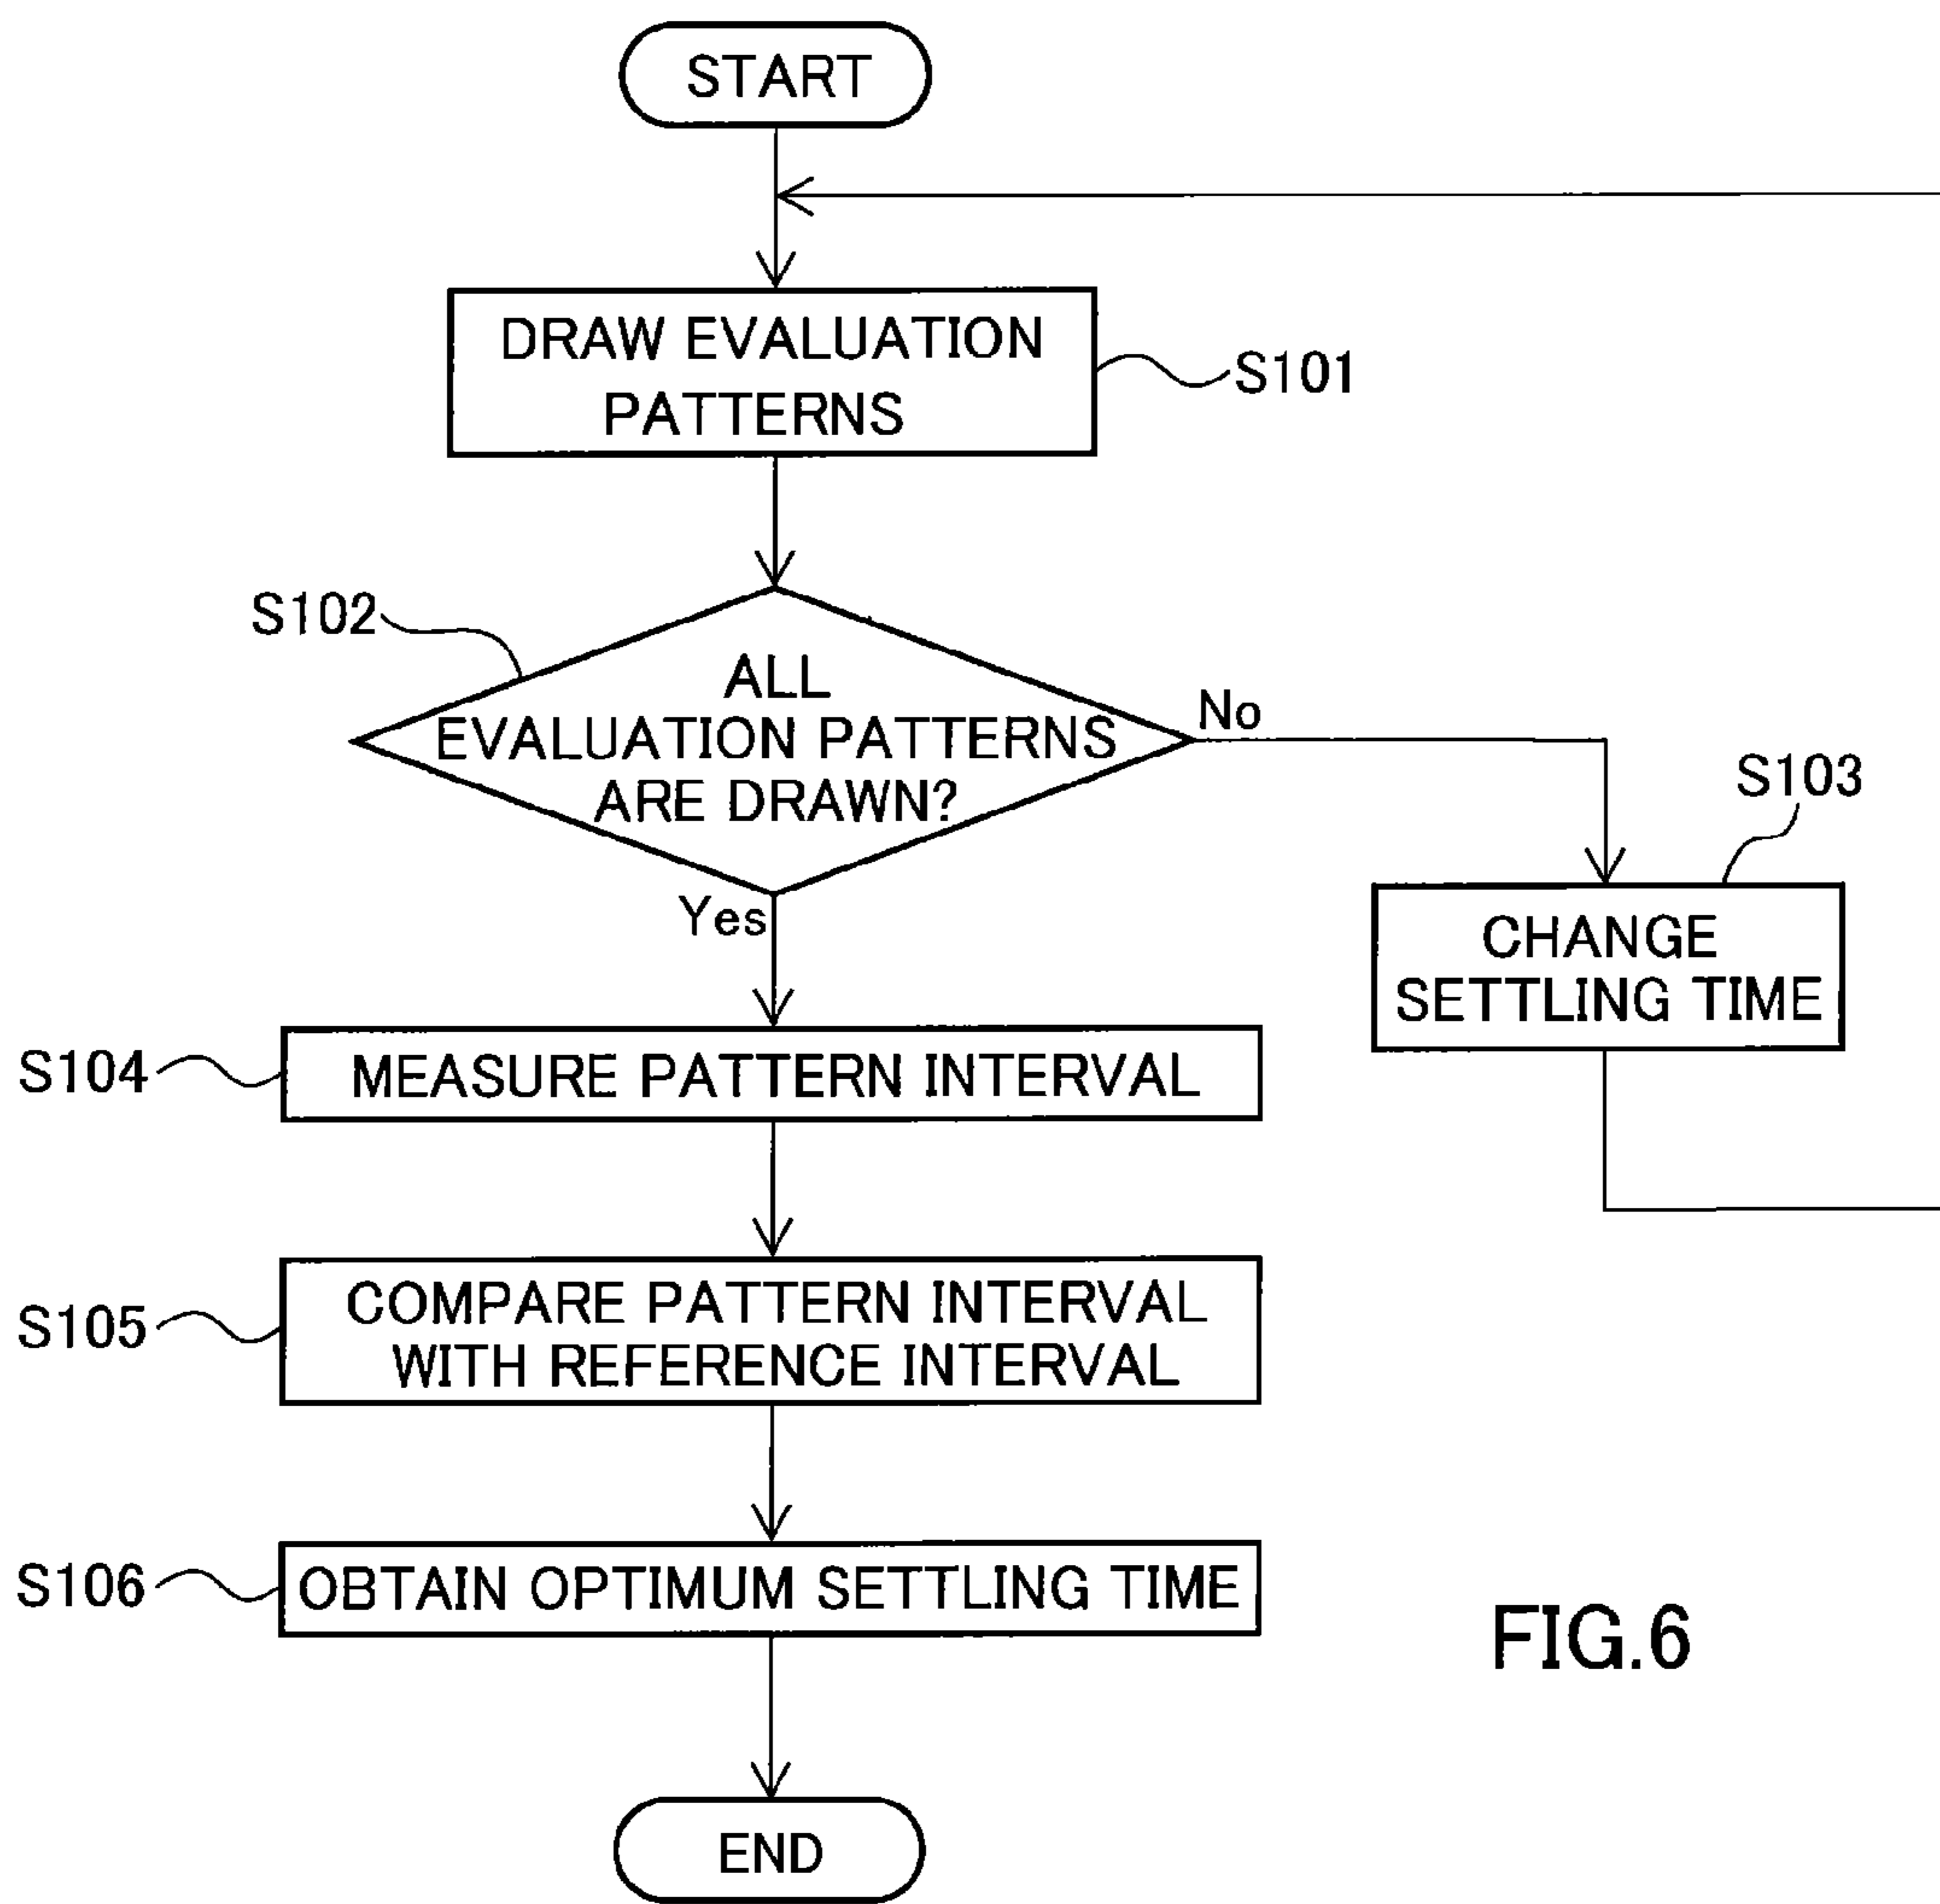 START
DRAW EVALUATION
PATTERNS
S101
S102
ALL
EVALUATION PATTERNS
ARE DRAWN?
No
Yes
S103
CHANGE
SETTLING TIME
S104
MEASURE PATTERN INTERVAL
S105
COMPARE PATTERN INTERVAL
WITH REFERENCE INTERVAL
S106
OBTAIN OPTIMUM SETTLING TIME
END
FIG.6